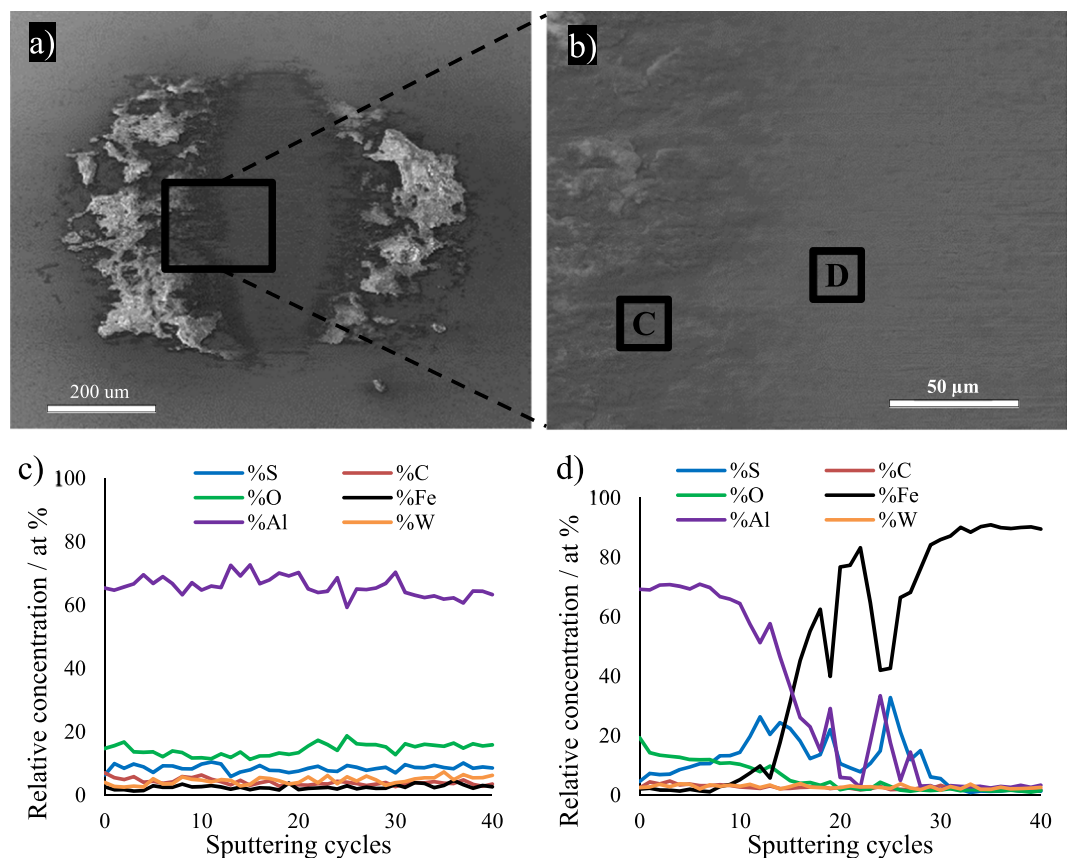 a)
200 um
b)
C
D
50 µm
c)
%S
%C
%O
%Fe
%Al
%W
Relative concentration / at %
100
80
60
40
20
0
0
10
20
30
40
Sputtering cycles
d)
%S
%C
%O
%Fe
%Al
%W
Relative concentration / at %
100
80
60
40
20
0
0
10
20
30
40
Sputtering cycles